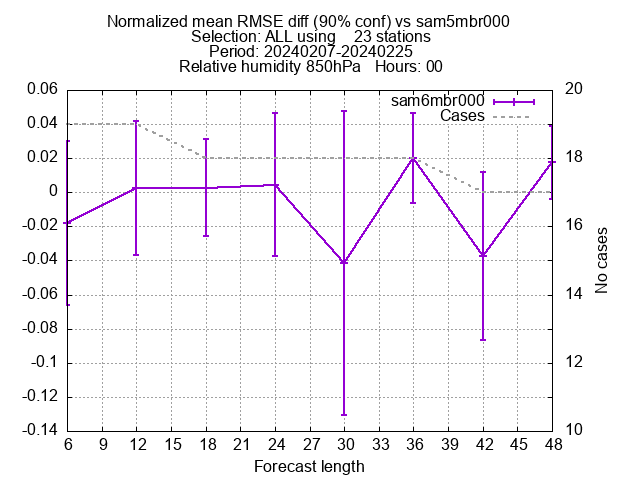 Normalized mean RMSE diff (90% conf) vs sam5mbr000
Selection: ALL using    23 stations
Period: 20240207-20240225
Relative humidity 850hPa   Hours: 00
sam6mbr000
Cases
0.06
0.04
0.02
0
-0.02
-0.04
-0.06
-0.08
-0.1
-0.12
-0.14
20
18
16
14
12
10
No cases
6 9 12 15 18 21 24 27 30 33 36 39 42 45 48
Forecast length